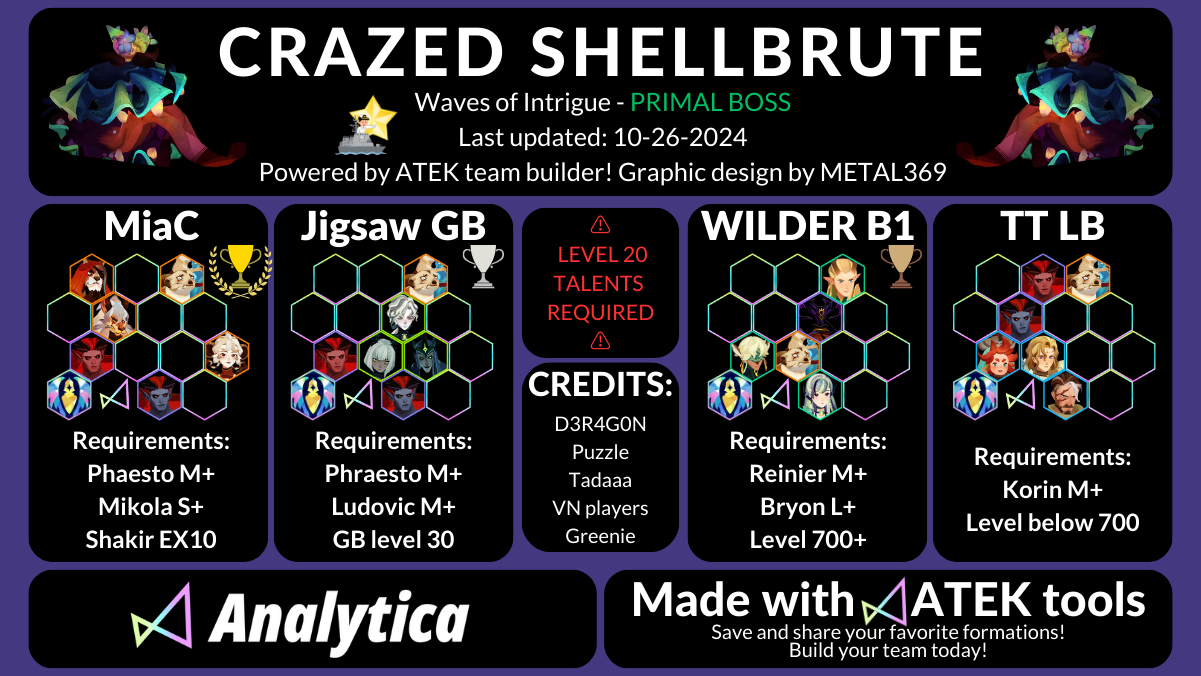 CRAZED SHELLBRUTE
Waves of Intrigue - PRIMAL BOSS
Last updated: 10-26-2024
Powered by ATEK team builder! Graphic design by METAL369
MiaC
Requirements:
Phaesto M+
Mikola S+
Shakir EX10
Jigsaw GB
Requirements:
Phraesto M+
Ludovic M+
GB level 30
LEVEL 20
TALENTS
REQUIRED
CREDITS:
D3R4G0N
Puzzle
Tadaaa
VN players
Greenie
WILDER B1
Requirements:
Reinier M+
Bryon L+
Level 700+
TT LB
Requirements:
Korin M+
Level below 700
Analytica
Made with ATEK tools
Save and share your favorite formations!
Build your team today!